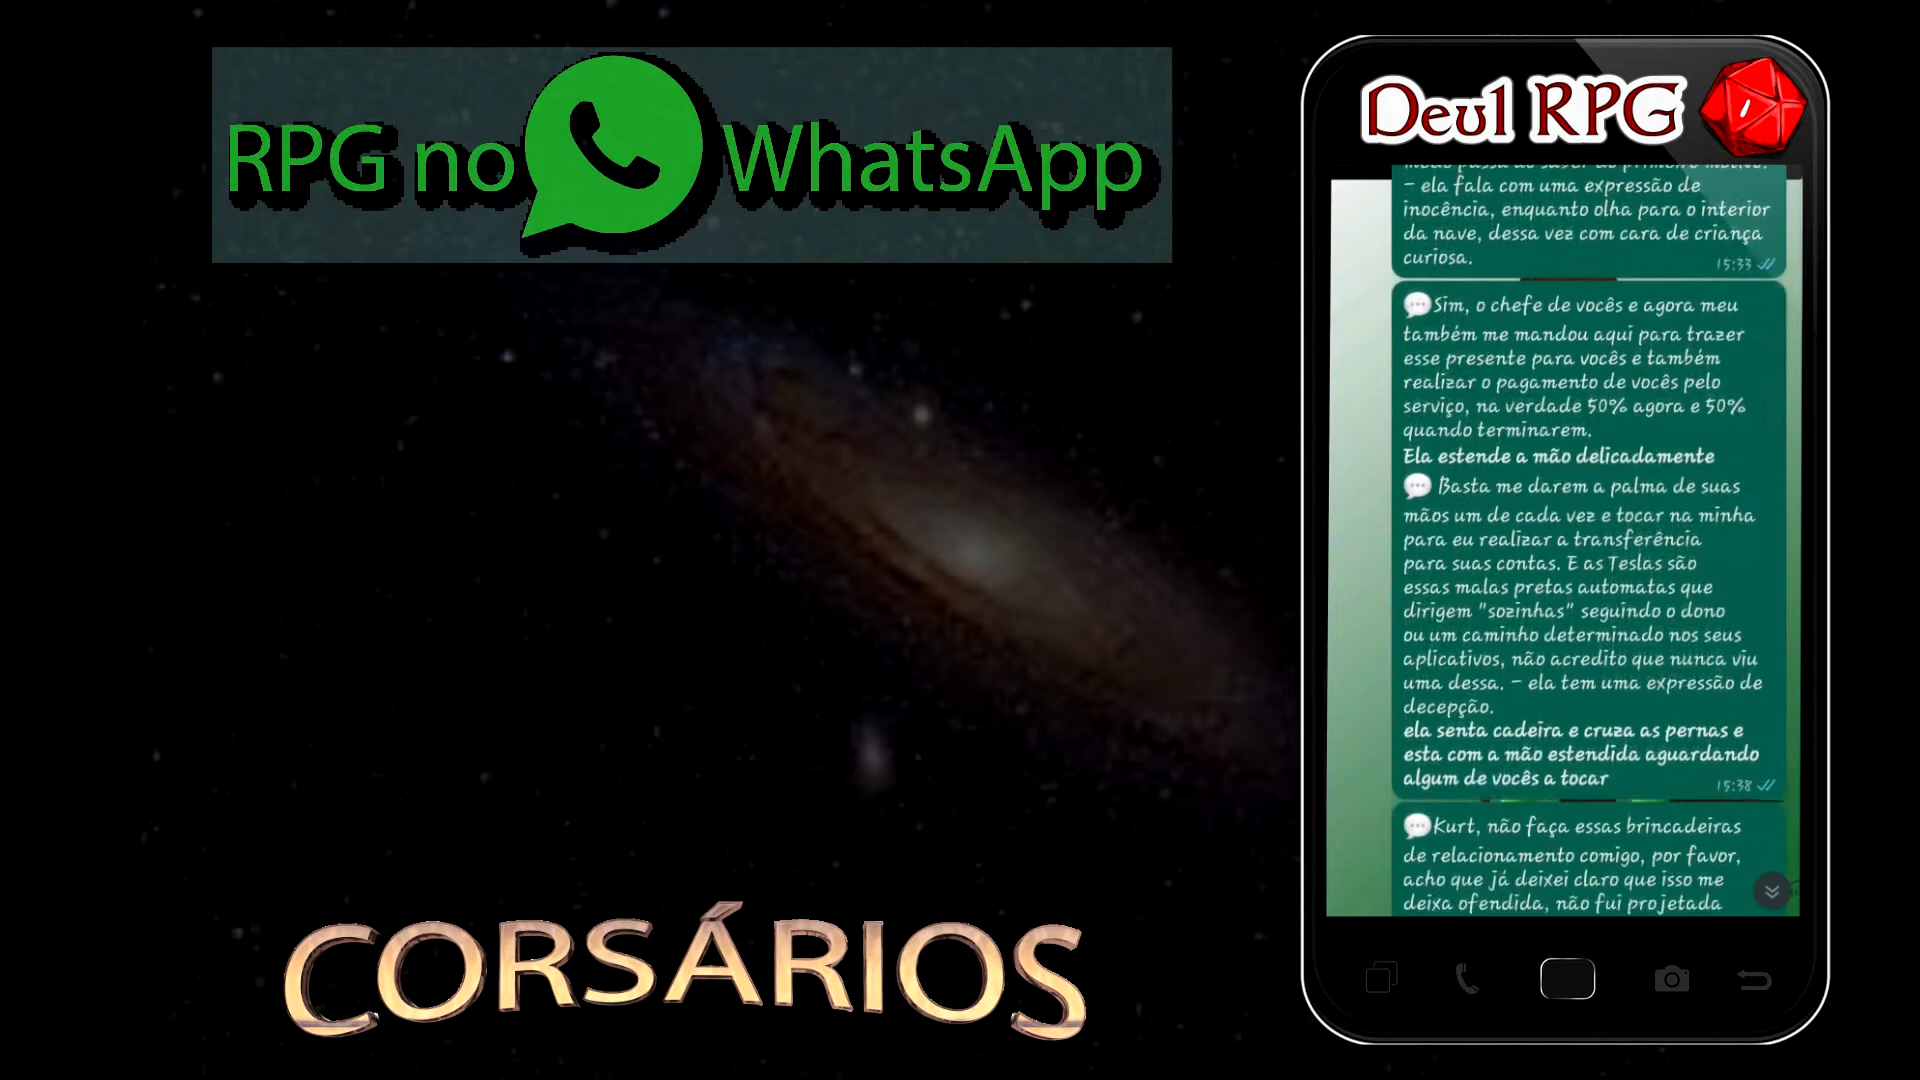 RPG no WhatsApp
Deu1 RPG
– ela fala com uma expressão de
inocência, enquanto olha para o interior
da nave, dessa vez com cara de criança
curiosa.
15:33
Sim, o chefe de vocês e agora meu
também me mandou aqui para trazer
esse presente para vocês e também
realizar o pagamento de vocês pelo
serviço, na verdade 50% agora e 50%
quando terminarem.
Ela estende a mão delicadamente
Basta me darem a palma de suas
mãos um de cada vez e tocar na minha
para eu realizar a transferência
para suas contas. E as Teslas são
essas malas pretas automatas que
dirigem "sozinhas" seguindo o dono
ou um caminho determinado nos seus
aplicativos, não acredito que nunca viu
uma dessa. – ela tem uma expressão de
decepção.
ela senta cadeira e cruza as pernas e
esta com a mão estendida aguardando
algum de vocês a tocar
15:38
Kurt, não faça essas brincadeiras
de relacionamento comigo, por favor,
acho que já deixei claro que isso me
deixa ofendida, não fui projetada
CORSÁRIOS